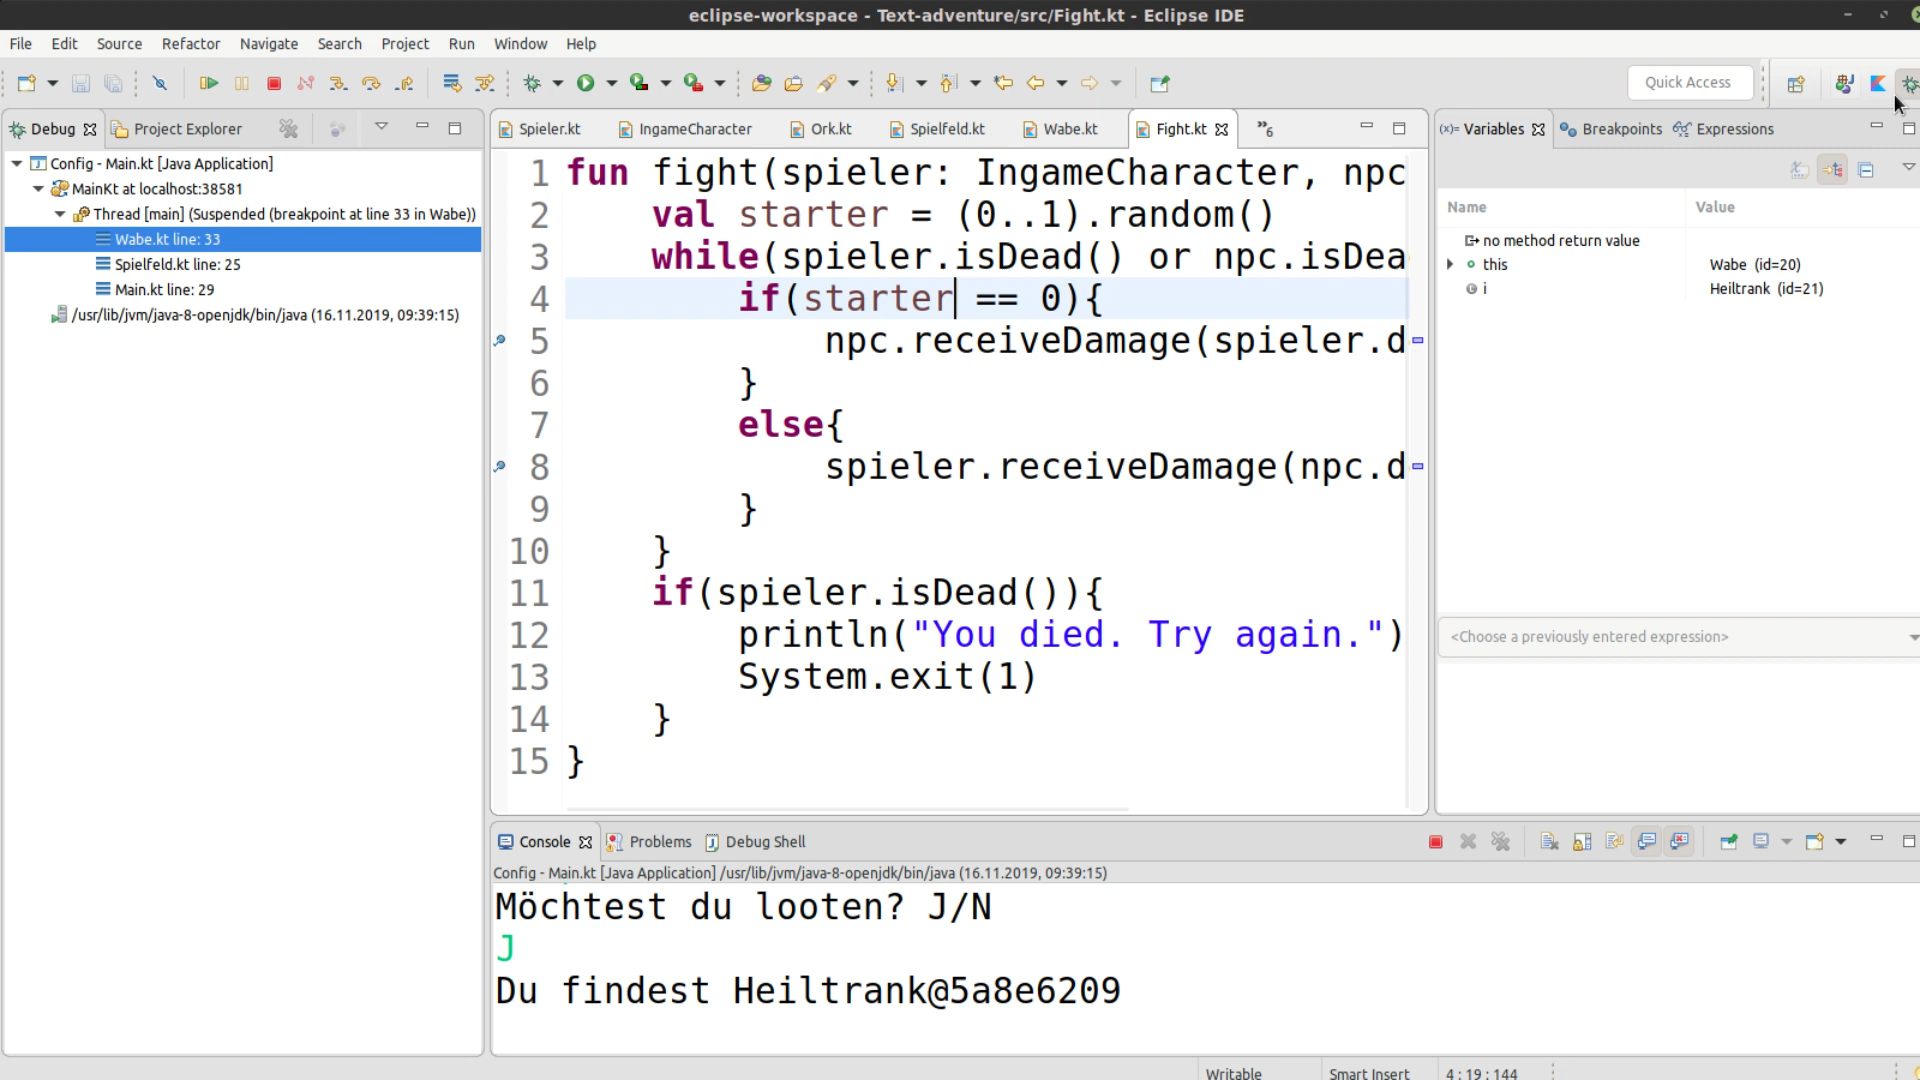 eclipse-workspace - Text-adventure/src/Fight.kt - Eclipse IDE
File Edit Source Refactor Navigate Search Project Run Window Help
Quick Access
Debug Project Explorer
Config - Main.kt [Java Application]
MainKt at localhost:38581
Thread [main] (Suspended (breakpoint at line 33 in Wabe))
Wabe.kt line: 33
Spielfeld.kt line: 25
Main.kt line: 29
/usr/lib/jvm/java-8-openjdk/bin/java (16.11.2019, 09:39:15)
Spieler.kt IngameCharacter Ork.kt Spielfeld.kt Wabe.kt Fight.kt »6
1 fun fight(spieler: IngameCharacter, npc
2 val starter = (0..1).random()
3 while(spieler.isDead() or npc.isDea
4 if(starter == 0){
5 npc.receiveDamage(spieler.d
6 }
7 else{
8 spieler.receiveDamage(npc.d
9 }
10 }
11 if(spieler.isDead()){
12 println("You died. Try again.")
13 System.exit(1)
14 }
15 }
(x)= Variables Breakpoints Expressions
Name Value
no method return value
this Wabe (id=20)
i Heiltrank (id=21)
<Choose a previously entered expression>
Console Problems Debug Shell
Config - Main.kt [Java Application] /usr/lib/jvm/java-8-openjdk/bin/java (16.11.2019, 09:39:15)
Möchtest du looten? J/N
J
Du findest Heiltrank@5a8e6209
Writable Smart Insert 4 : 19 : 144